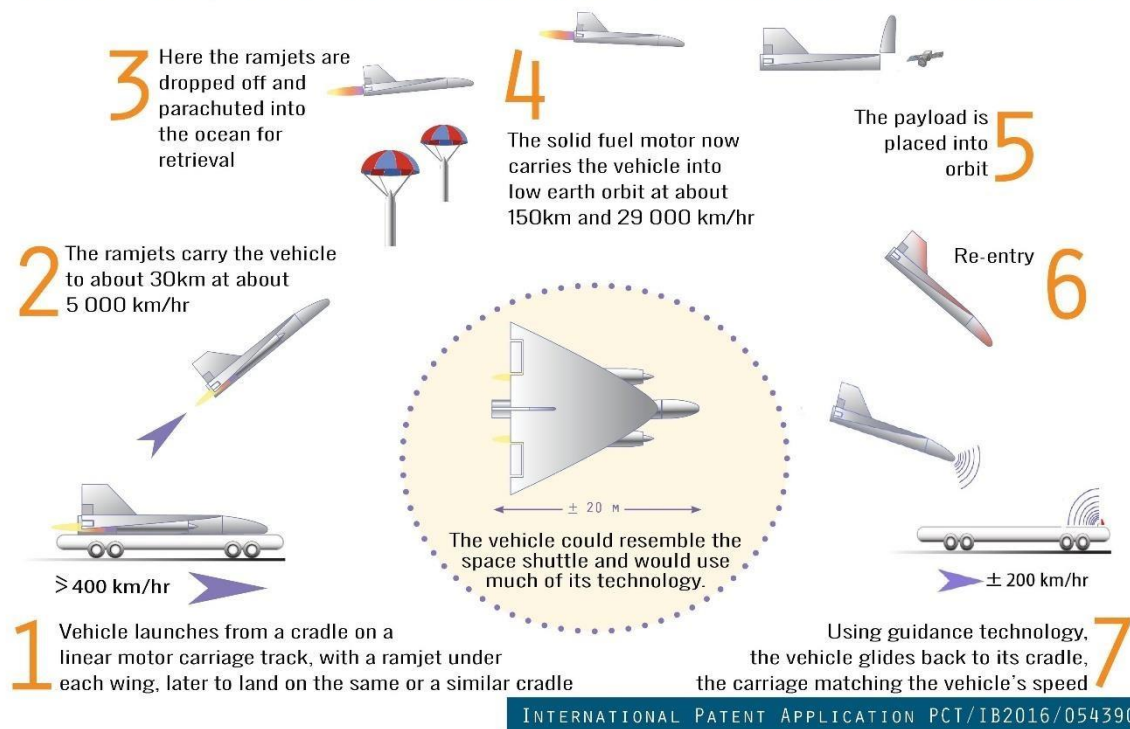 1
Vehicle launches from a cradle on a
linear motor carriage track, with a ramjet under
each wing, later to land on the same or a similar cradle
⩾ 400 km/hr
2
The ramjets carry the vehicle
to about 30km at about
5 000 km/hr
3
Here the ramjets are
dropped off and
parachuted into
the ocean for
retrieval
4
The solid fuel motor now
carries the vehicle into
low earth orbit at about
150km and 29 000 km/hr
5
The payload is
placed into
orbit
6
Re-entry
± 200 km/hr
7
Using guidance technology,
the vehicle glides back to its cradle,
the carriage matching the vehicle's speed
± 20 M
The vehicle could resemble the
space shuttle and would use
much of its technology.
INTERNATIONAL PATENT APPLICATION PCT/IB2016/054390